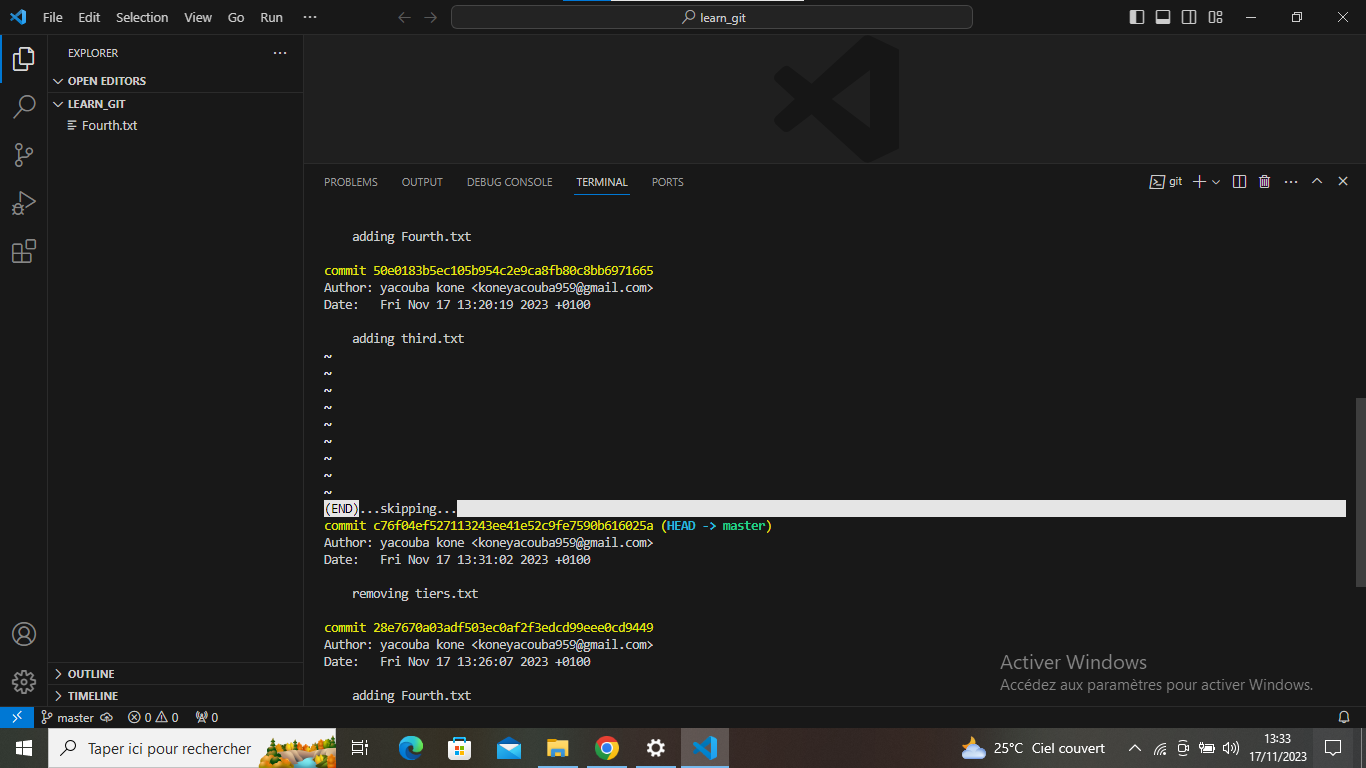 File Edit Selection View Go Run ···
learn_git
EXPLORER ···
OPEN EDITORS
LEARN_GIT
Fourth.txt
PROBLEMS OUTPUT DEBUG CONSOLE TERMINAL PORTS
git
adding Fourth.txt
commit 50e0183b5ec105b954c2e9ca8fb80c8bb6971665
Author: yacouba kone <koneyacouba959@gmail.com>
Date: Fri Nov 17 13:20:19 2023 +0100
adding third.txt
~
~
~
~
~
~
~
~
~
(END)...skipping...
commit c76f04ef527113243ee41e52c9fe7590b616025a (HEAD -> master)
Author: yacouba kone <koneyacouba959@gmail.com>
Date: Fri Nov 17 13:31:02 2023 +0100
removing tiers.txt
commit 28e7670a03adf503ec0af2f3edcd99eee0cd9449
Author: yacouba kone <koneyacouba959@gmail.com>
Date: Fri Nov 17 13:26:07 2023 +0100
adding Fourth.txt
OUTLINE
TIMELINE
Activer Windows
Accédez aux paramètres pour activer Windows.
master 0 0 0
Taper ici pour rechercher
25°C Ciel couvert
13:33
17/11/2023